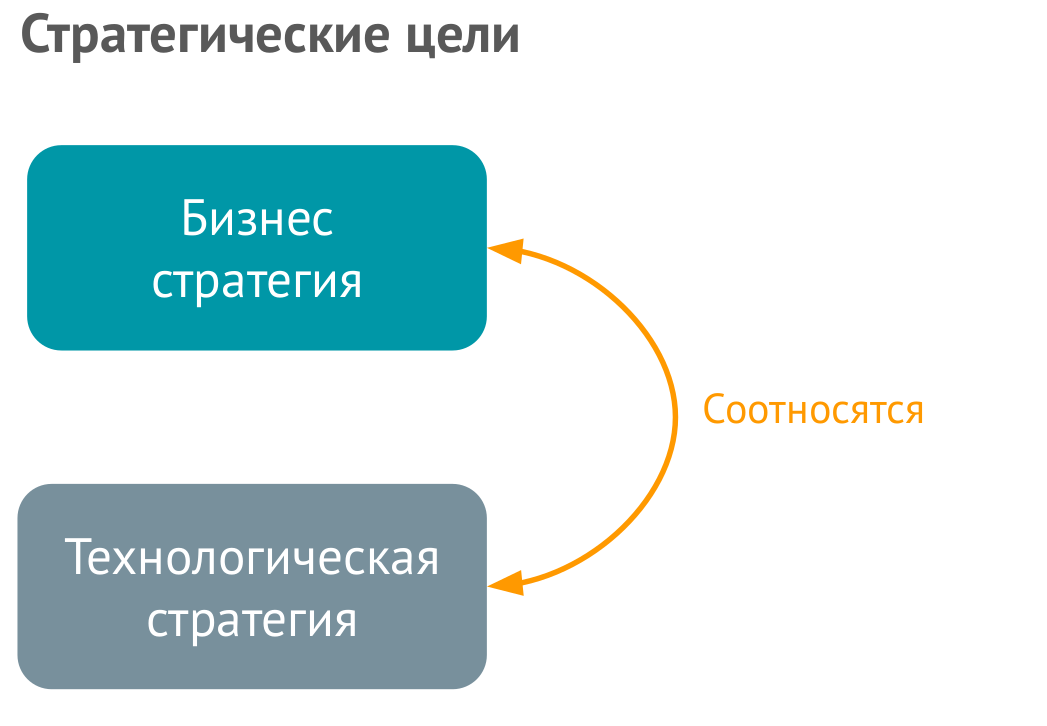 Стратегические цели
Бизнес
стратегия
Соотносятся
Технологическая
стратегия